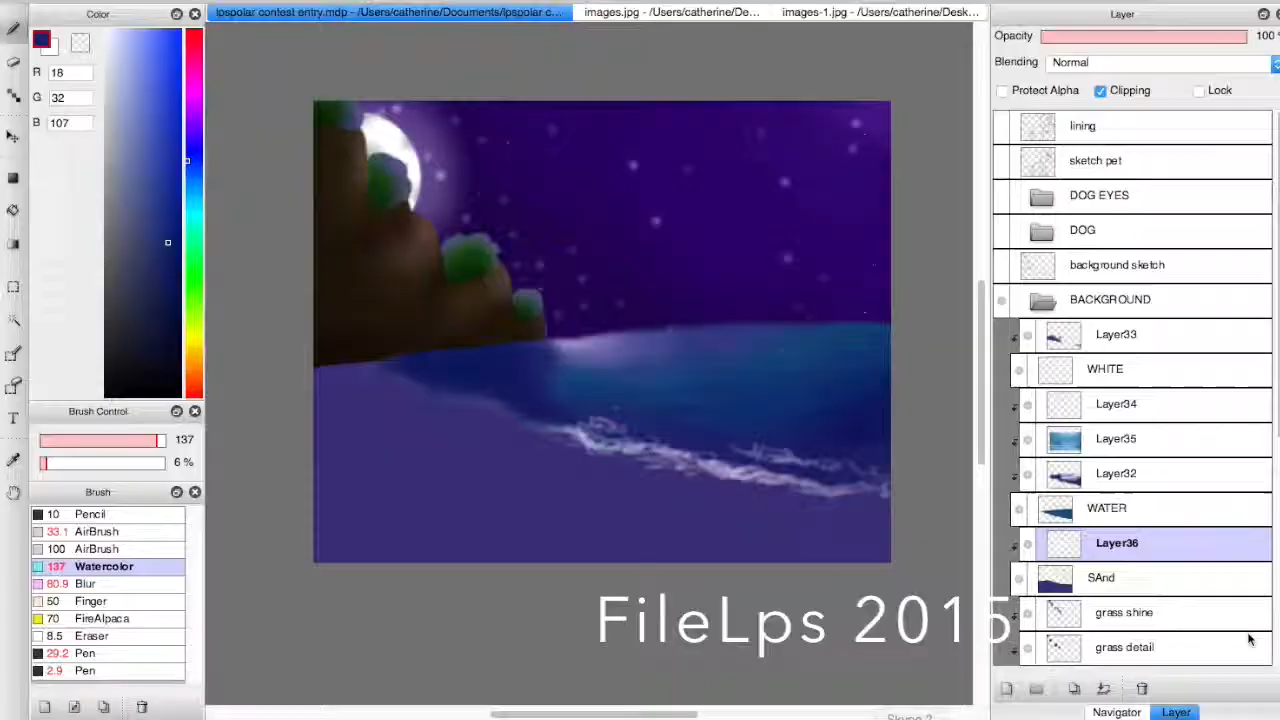 Color
lpspolar contest entry.mdp - /Users/catherine/Documents/lpspolar c...
images.jpg - /Users/catherine/De...
images-1.jpg - /Users/catherine/Desk...
Layer
R 18
G 32
B 107
Opacity 100 %
Blending Normal
Protect Alpha Clipping Lock
lining
sketch pet
DOG EYES
DOG
background sketch
BACKGROUND
Layer33
WHITE
Layer34
Layer35
Layer32
WATER
Layer36
SAnd
grass shine
grass detail
Brush Control
137
6 %
Brush
10 Pencil
33.1 AirBrush
100 AirBrush
137 Watercolor
80.9 Blur
50 Finger
70 FireAlpaca
8.5 Eraser
29.2 Pen
2.9 Pen
T
FileLps 2015
Navigator Layer